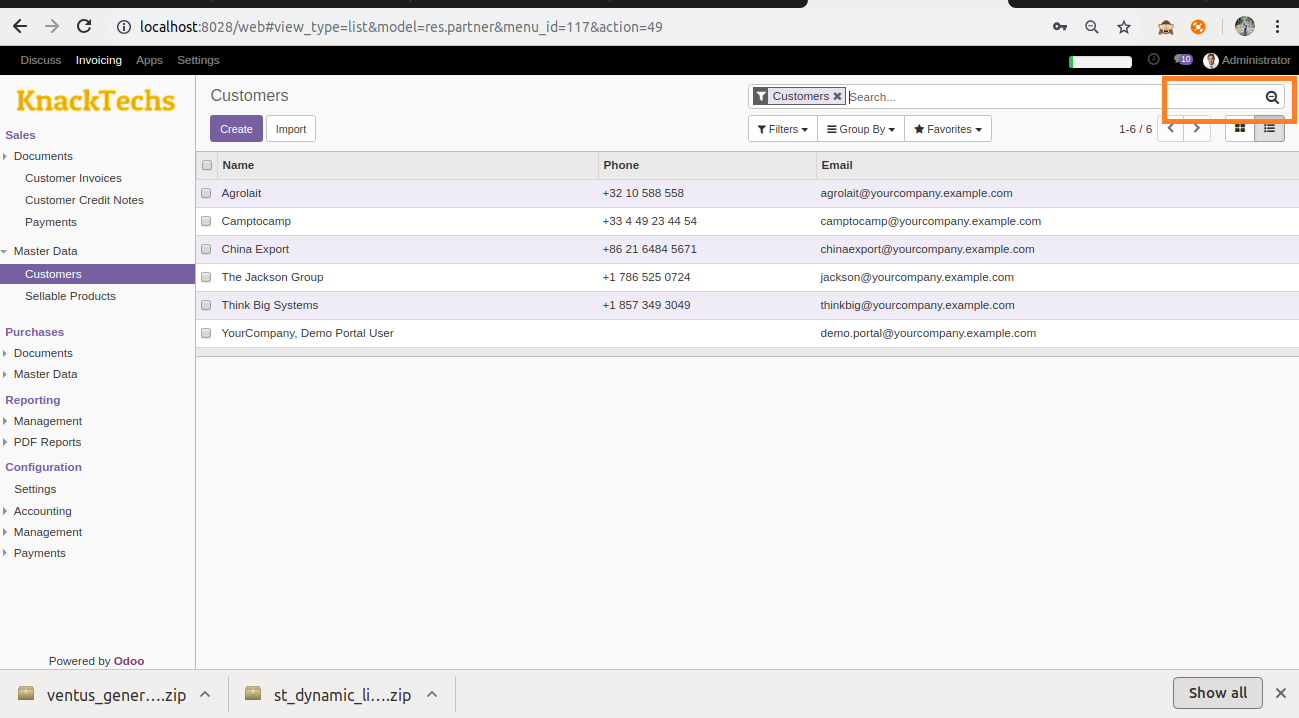 localhost:8028/web#view_type=list&model=res.partner&menu_id=117&action=49
Discuss Invoicing Apps Settings 10 Administrator
KnackTechs
Customers
Customers Search...
Create Import
Filters Group By Favorites 1-6 / 6
Sales
Documents
Customer Invoices
Customer Credit Notes
Payments
Master Data
Customers
Sellable Products
Purchases
Documents
Master Data
Reporting
Management
PDF Reports
Configuration
Settings
Accounting
Management
Payments
Powered by Odoo
Name Phone Email
Agrolait +32 10 588 558 agrolait@yourcompany.example.com
Camptocamp +33 4 49 23 44 54 camptocamp@yourcompany.example.com
China Export +86 21 6484 5671 chinaexport@yourcompany.example.com
The Jackson Group +1 786 525 0724 jackson@yourcompany.example.com
Think Big Systems +1 857 349 3049 thinkbig@yourcompany.example.com
YourCompany, Demo Portal User demo.portal@yourcompany.example.com
ventus_gener....zip st_dynamic_li....zip Show all